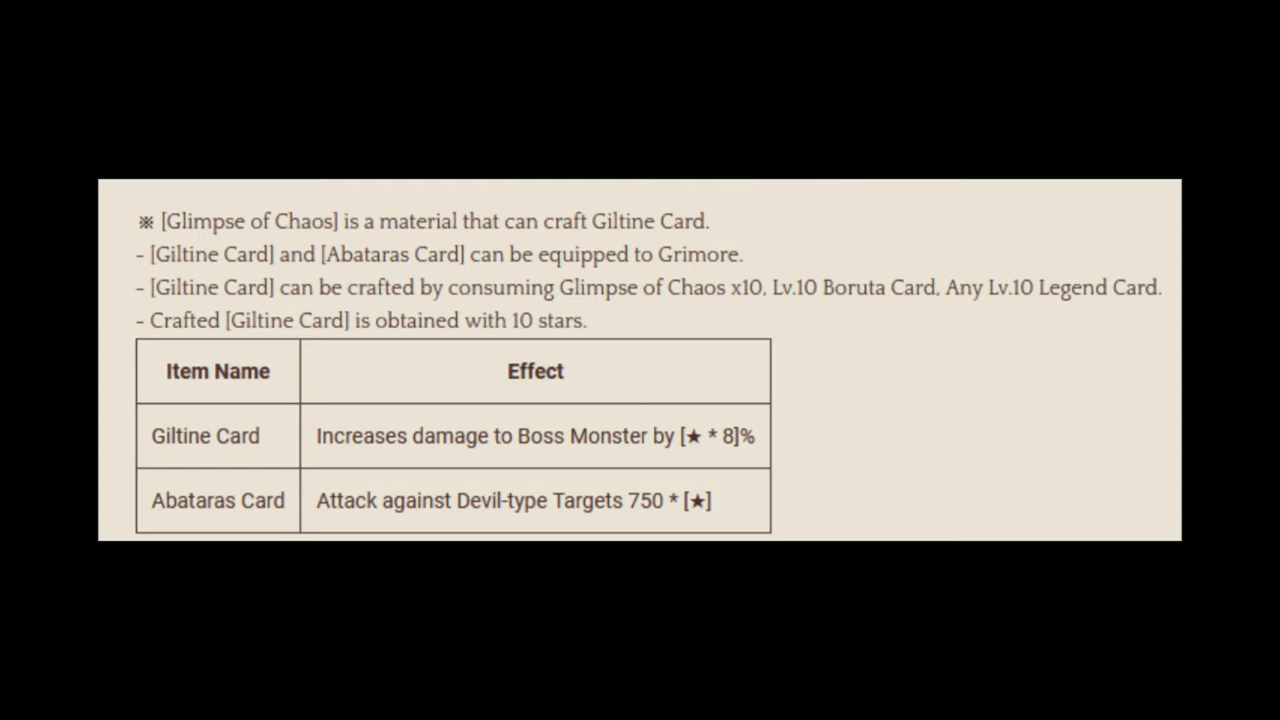 ※ [Glimpse of Chaos] is a material that can craft Giltine Card.
- [Giltine Card] and [Abataras Card] can be equipped to Grimore.
- [Giltine Card] can be crafted by consuming Glimpse of Chaos x10, Lv.10 Boruta Card, Any Lv.10 Legend Card.
- Crafted [Giltine Card] is obtained with 10 stars.
Item Name Effect
Giltine Card Increases damage to Boss Monster by [★ * 8]%
Abataras Card Attack against Devil-type Targets 750 * [★]